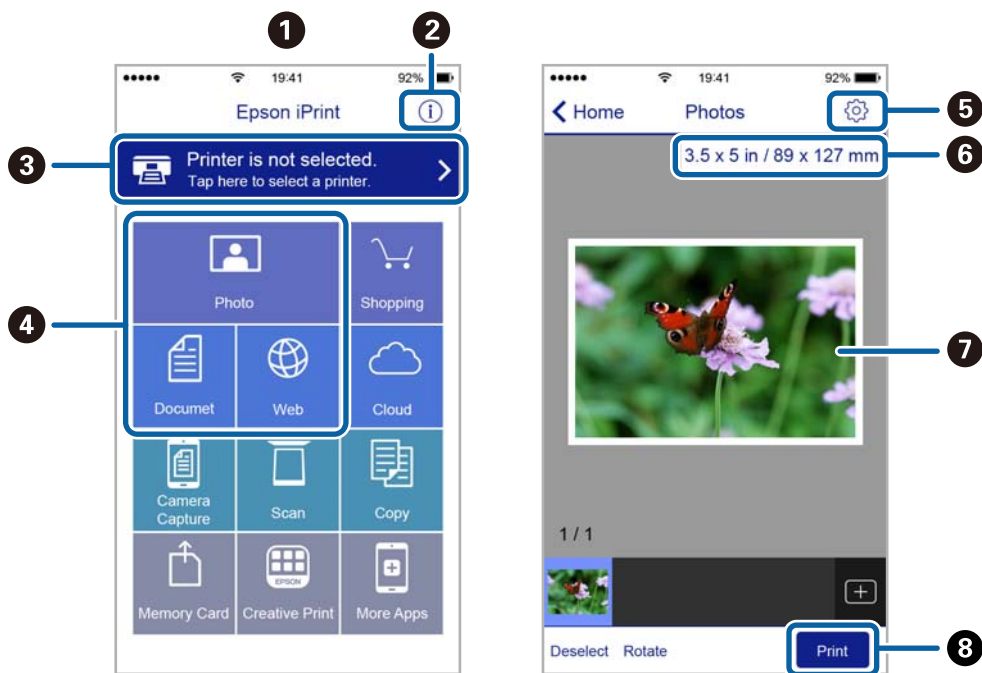 1
2
19:41
92%
Epson iPrint
i
3
Printer is not selected.
Tap here to select a printer.
4
Photo
Shopping
Documet
Web
Cloud
Camera
Capture
Scan
Copy
EPSON
Memory Card
Creative Print
More Apps
19:41
92%
Home
Photos
5
3.5 x 5 in / 89 x 127 mm
6
7
1 / 1
Deselect
Rotate
Print
8